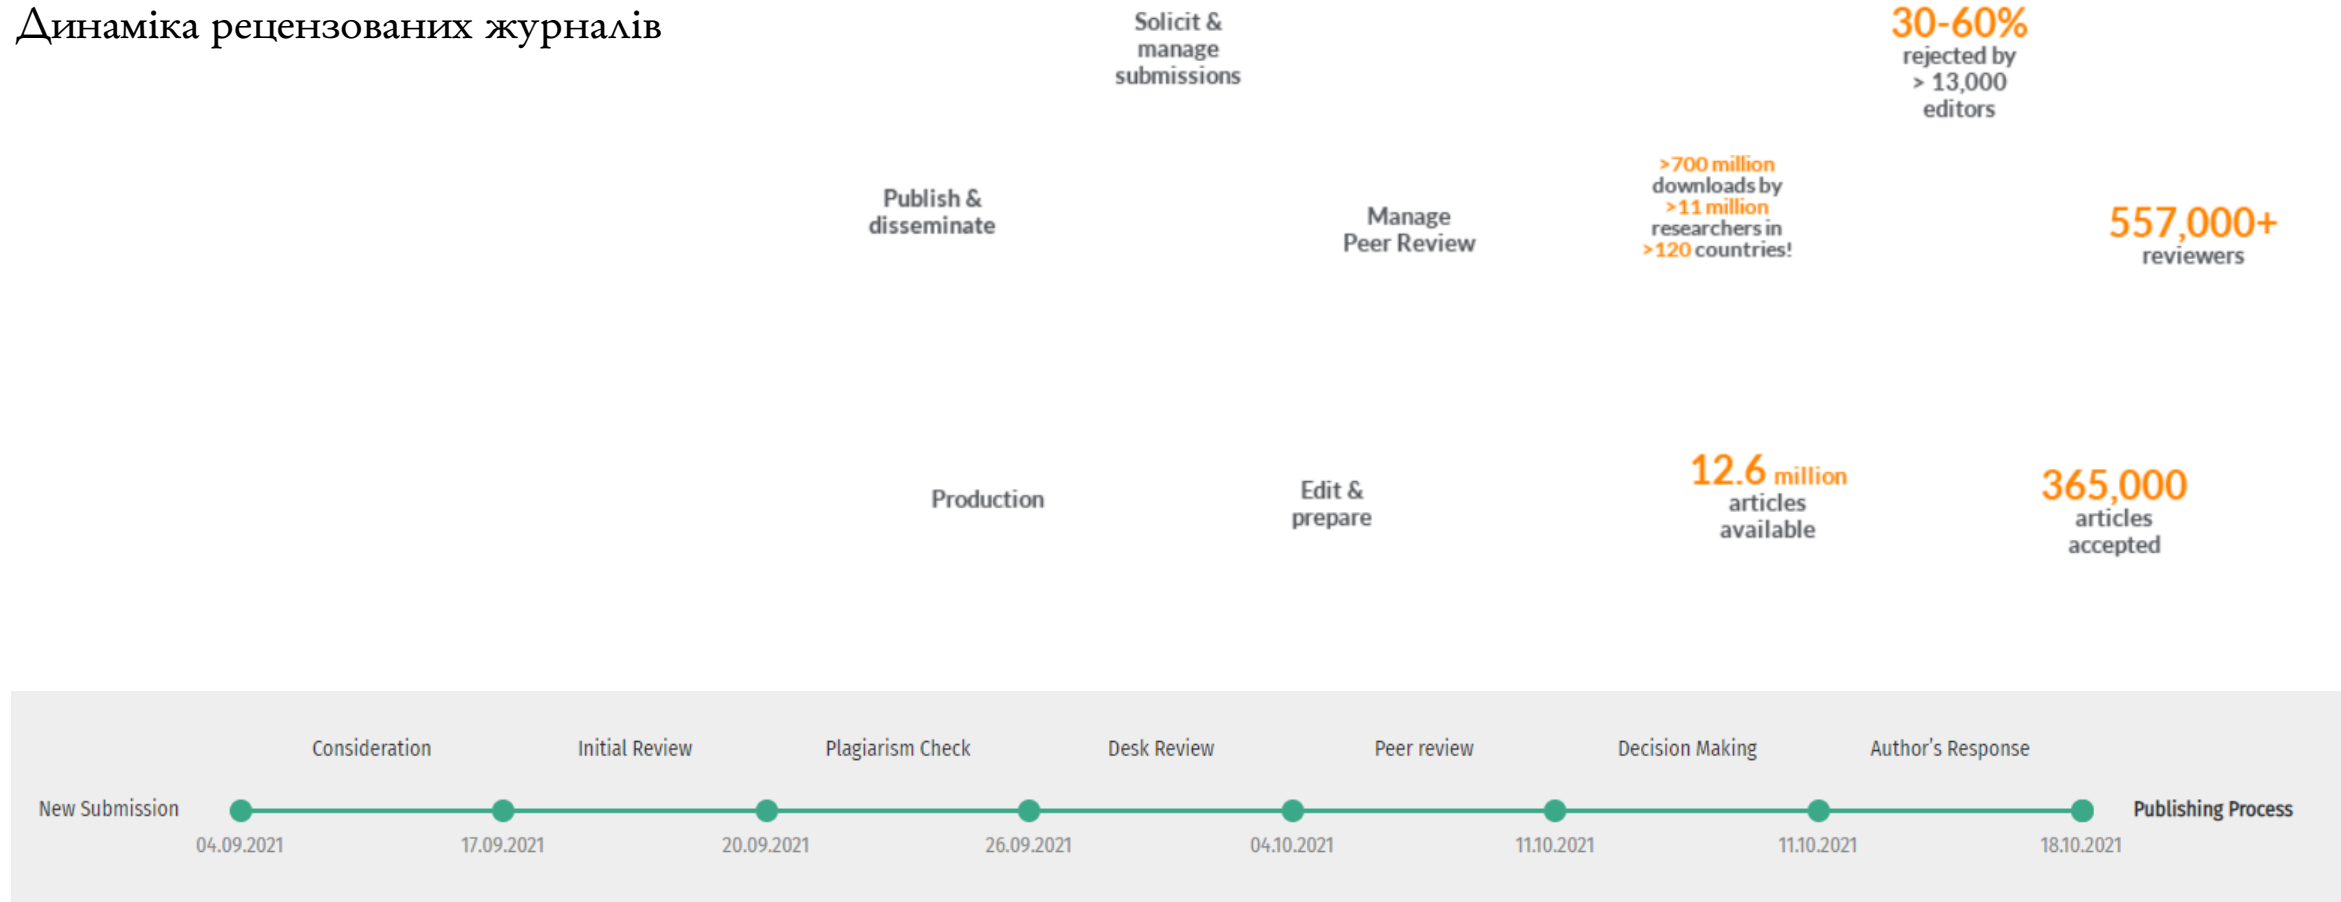 Динаміка рецензованих журналів
Solicit &
manage
submissions
Publish &
disseminate
Manage
Peer Review
Production
Edit &
prepare
30-60%
rejected by
> 13,000
editors
>700 million
downloads by
>11 million
researchers in
>120 countries!
557,000+
reviewers
12.6 million
articles
available
365,000
articles
accepted
Consideration
Initial Review
Plagiarism Check
Desk Review
Peer review
Decision Making
Author's Response
New Submission
Publishing Process
04.09.2021
17.09.2021
20.09.2021
26.09.2021
04.10.2021
11.10.2021
11.10.2021
18.10.2021